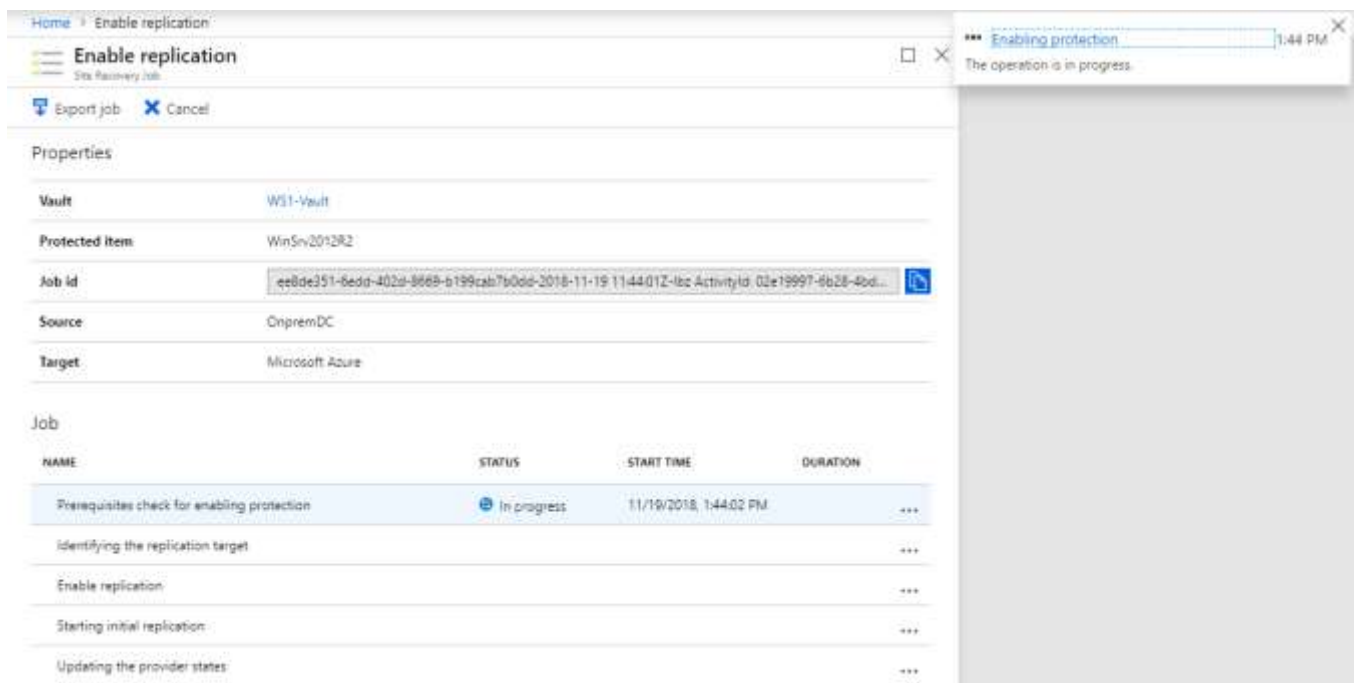 Home > Enable replication
Enable replication
Site Recovery Job
Export job Cancel
Properties
Vault WS1-Vault
Protected item WinSrv2012R2
Job id ee8de351-6edd-402d-8669-b199cab7b0dd-2018-11-19 11:44:01Z-Ibz ActivityId: 02e19997-6b28-4bd...
Source OnpremDC
Target Microsoft Azure
Job
NAME STATUS START TIME DURATION
Prerequisites check for enabling protection In progress 11/19/2018, 1:44:02 PM ...
Identifying the replication target ...
Enable replication ...
Starting initial replication ...
Updating the provider states ...
Enabling protection 1:44 PM
The operation is in progress.